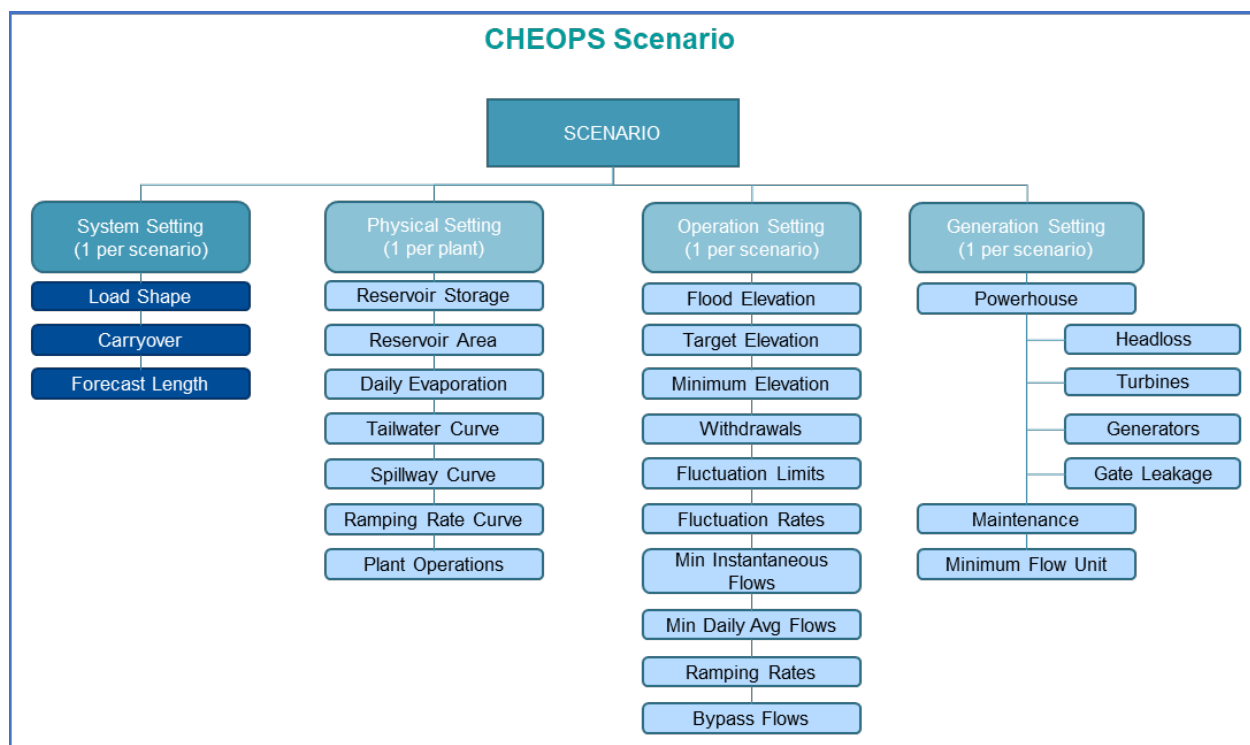 CHEOPS Scenario
SCENARIO
System Setting
(1 per scenario)
Load Shape
Carryover
Forecast Length
Physical Setting
(1 per plant)
Reservoir Storage
Reservoir Area
Daily Evaporation
Tailwater Curve
Spillway Curve
Ramping Rate Curve
Plant Operations
Operation Setting
(1 per scenario)
Flood Elevation
Target Elevation
Minimum Elevation
Withdrawals
Fluctuation Limits
Fluctuation Rates
Min Instantaneous
Flows
Min Daily Avg Flows
Ramping Rates
Bypass Flows
Generation Setting
(1 per scenario)
Powerhouse
Headloss
Turbines
Generators
Gate Leakage
Maintenance
Minimum Flow Unit